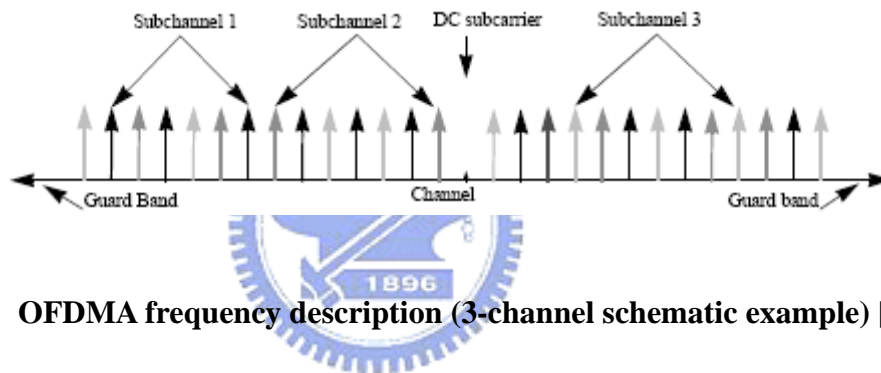 Subchannel 1 Subchannel 2 DC subcarrier Subchannel 3
Guard Band Channel Guard band
1896
OFDMA frequency description (3-channel schematic example) [